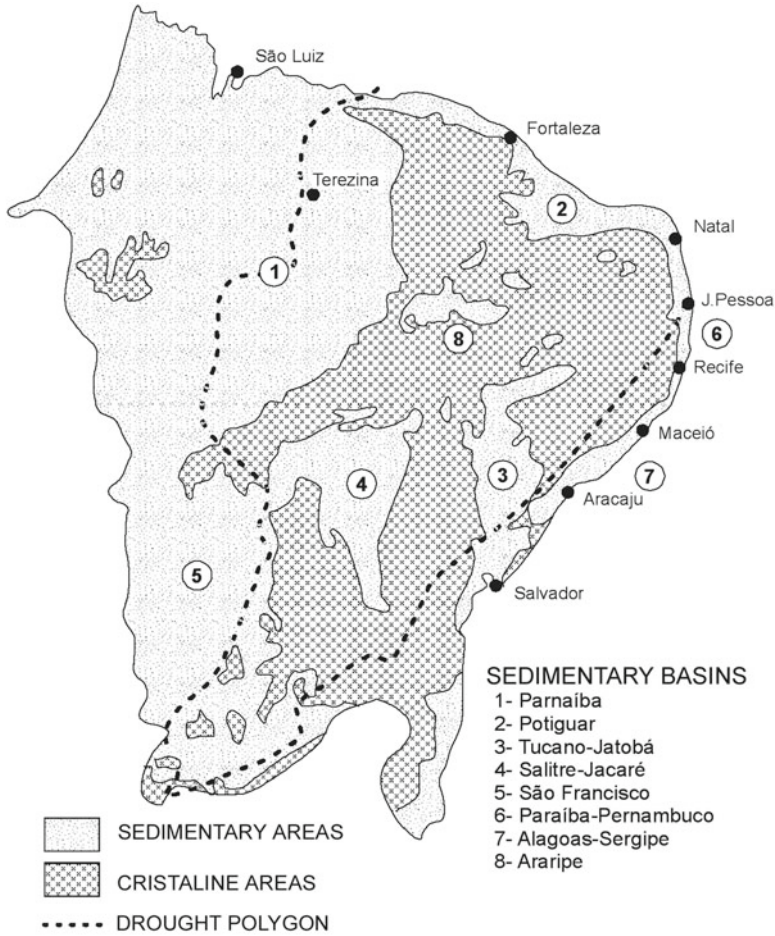 São Luiz
Fortaleza
Terezina
2
Natal
1
J.Pessoa
8
6
Recife
Maceió
3
7
4
Aracaju
5
Salvador
SEDIMENTARY BASINS
1- Parnaíba
2- Potiguar
3- Tucano-Jatobá
4- Salitre-Jacaré
5- São Francisco
6- Paraíba-Pernambuco
7- Alagoas-Sergipe
8- Araripe
SEDIMENTARY AREAS
CRISTALINE AREAS
DROUGHT POLYGON